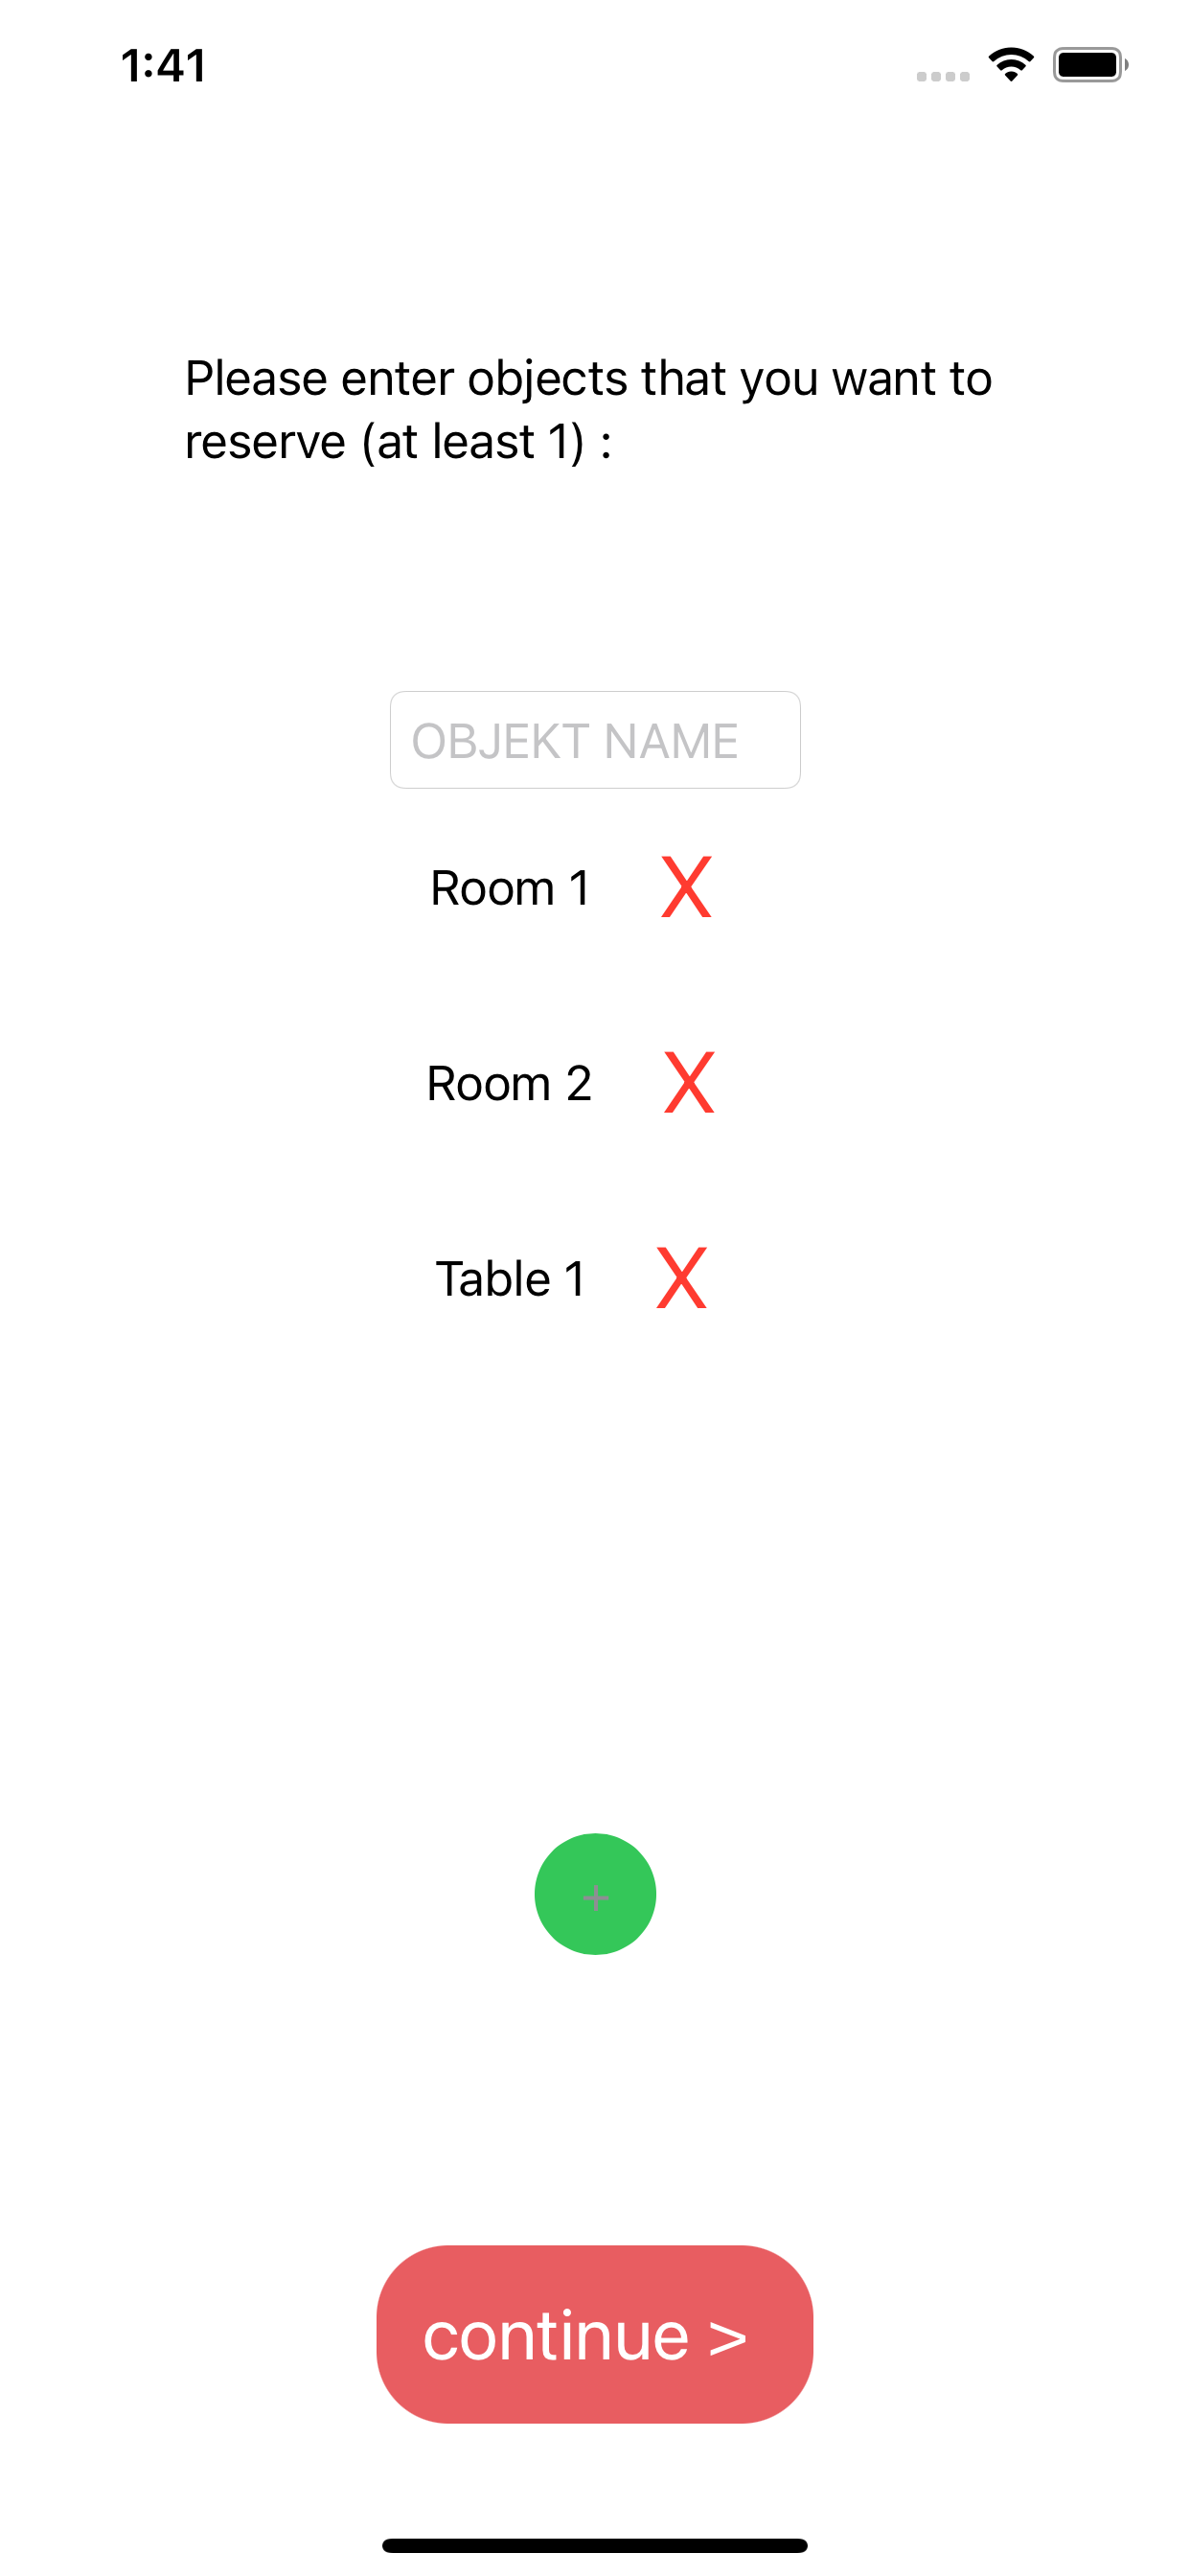 1:41
Please enter objects that you want to
reserve (at least 1) :
OBJEKT NAME
Room 1 X
Room 2 X
Table 1 X
+
continue >